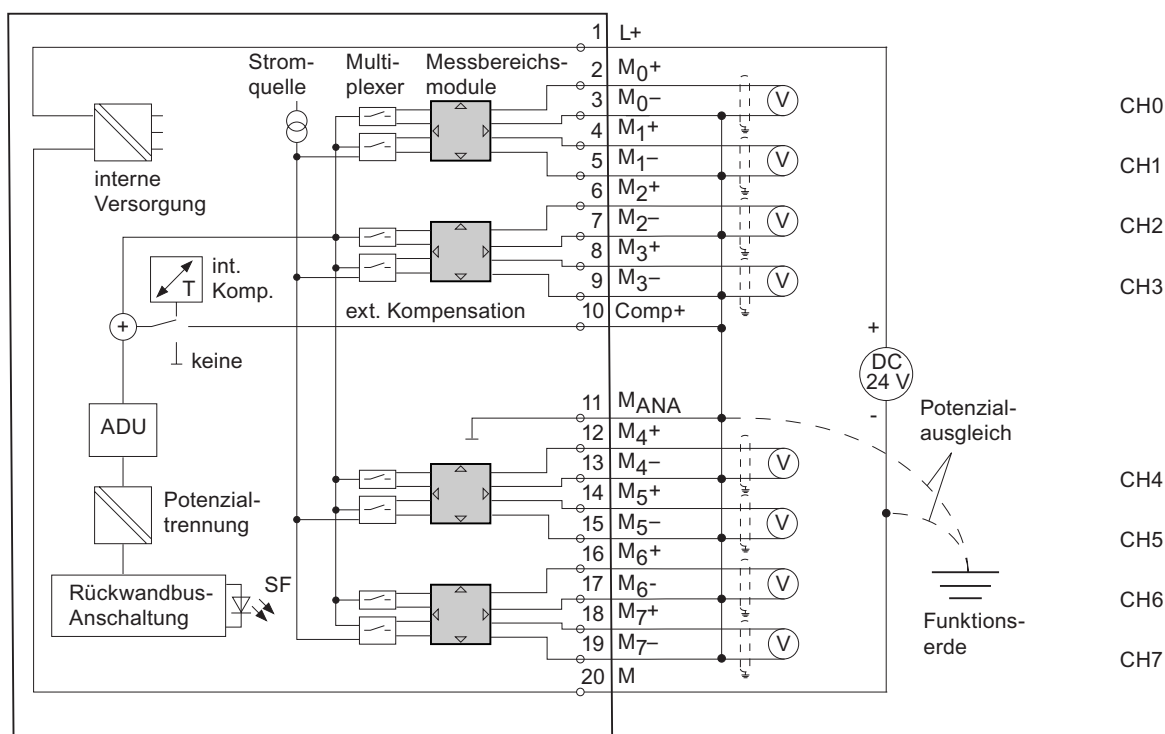 1 L+
Strom-
quelle
Multi-
plexer
Messbereichs-
module
2 M0+
3 M0–
4 M1+
5 M1–
6 M2+
7 M2–
8 M3+
9 M3–
10 Comp+
V
CH0
V
CH1
V
CH2
V
CH3
interne
Versorgung
T
int.
Komp.
ext. Kompensation
+
keine
ADU
Potenzial-
trennung
Rückwandbus-
Anschaltung
SF
+
DC
24 V
-
Potenzial-
ausgleich
11 MANA
12 M4+
13 M4–
14 M5+
15 M5–
16 M6+
17 M6-
18 M7+
19 M7–
20 M
V
CH4
V
CH5
V
CH6
V
CH7
Funktions-
erde